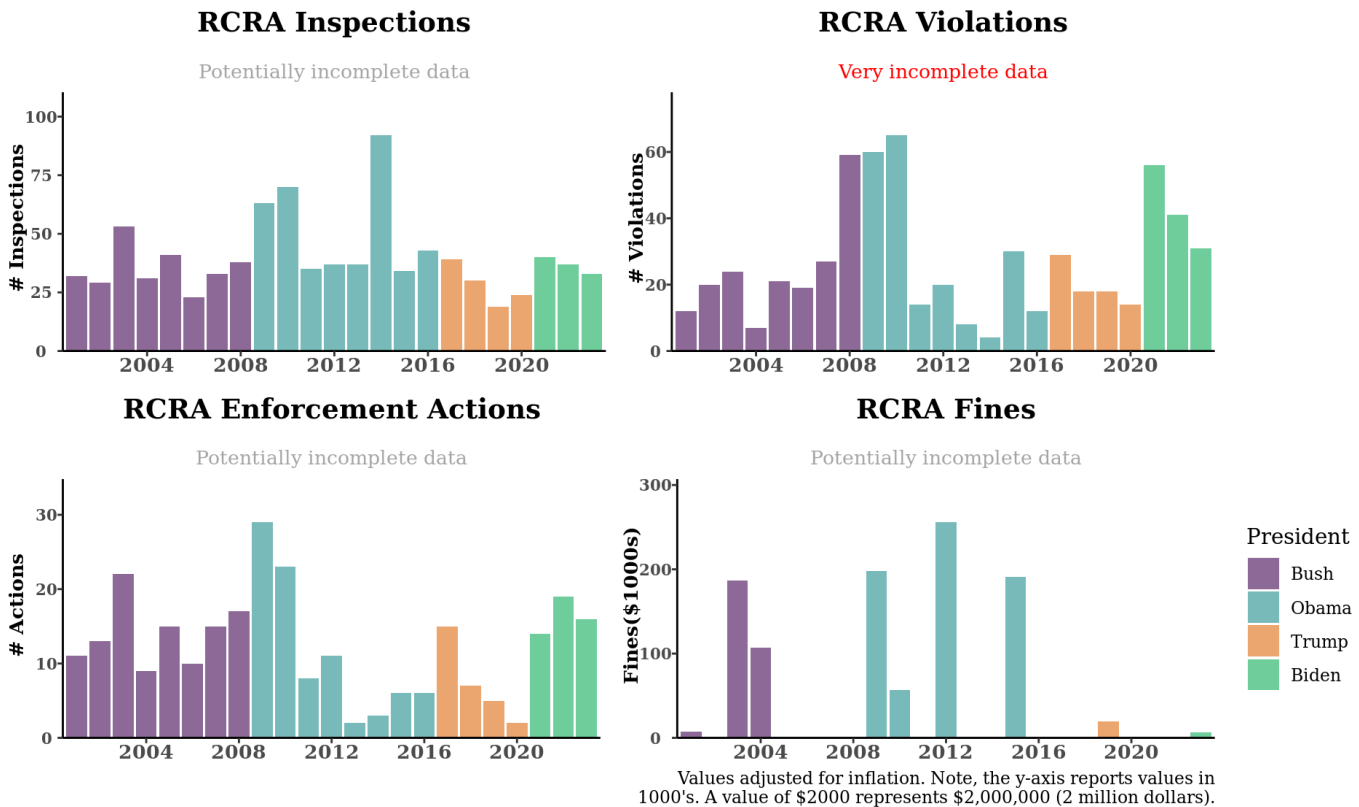 RCRA Inspections
Potentially incomplete data
# Inspections
100
75
50
25
0
2004 2008 2012 2016 2020
RCRA Violations
Very incomplete data
# Violations
60
40
20
0
2004 2008 2012 2016 2020
RCRA Enforcement Actions
Potentially incomplete data
# Actions
30
20
10
0
2004 2008 2012 2016 2020
RCRA Fines
Potentially incomplete data
Fines($1000s)
300
200
100
0
2004 2008 2012 2016 2020
President
Bush
Obama
Trump
Biden
Values adjusted for inflation. Note, the y-axis reports values in
1000's. A value of $2000 represents $2,000,000 (2 million dollars).